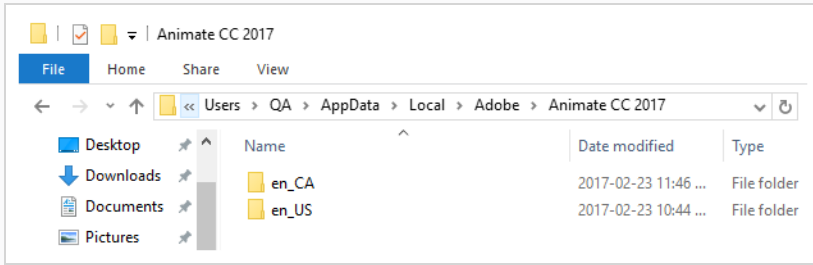 Animate CC 2017
File Home Share View
« Users > QA > AppData > Local > Adobe > Animate CC 2017
Desktop
Downloads
Documents
Pictures
Name Date modified Type
en_CA 2017-02-23 11:46 ... File folder
en_US 2017-02-23 10:44 ... File folder